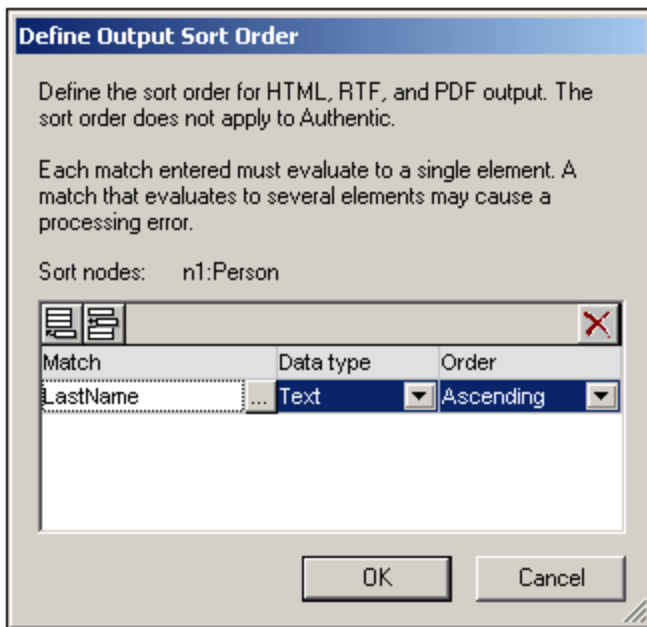 Define Output Sort Order
Define the sort order for HTML, RTF, and PDF output. The
sort order does not apply to Authentic.
Each match entered must evaluate to a single element. A
match that evaluates to several elements may cause a
processing error.
Sort nodes: n1:Person
Match Data type Order
LastName ... Text Ascending
OK Cancel